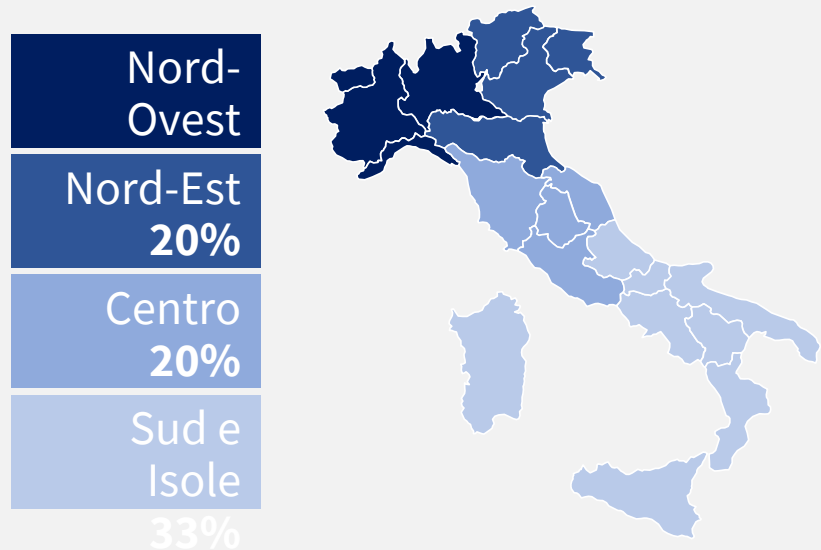 Nord-
Ovest
Nord-Est
20%
Centro
20%
Sud e
Isole
33%